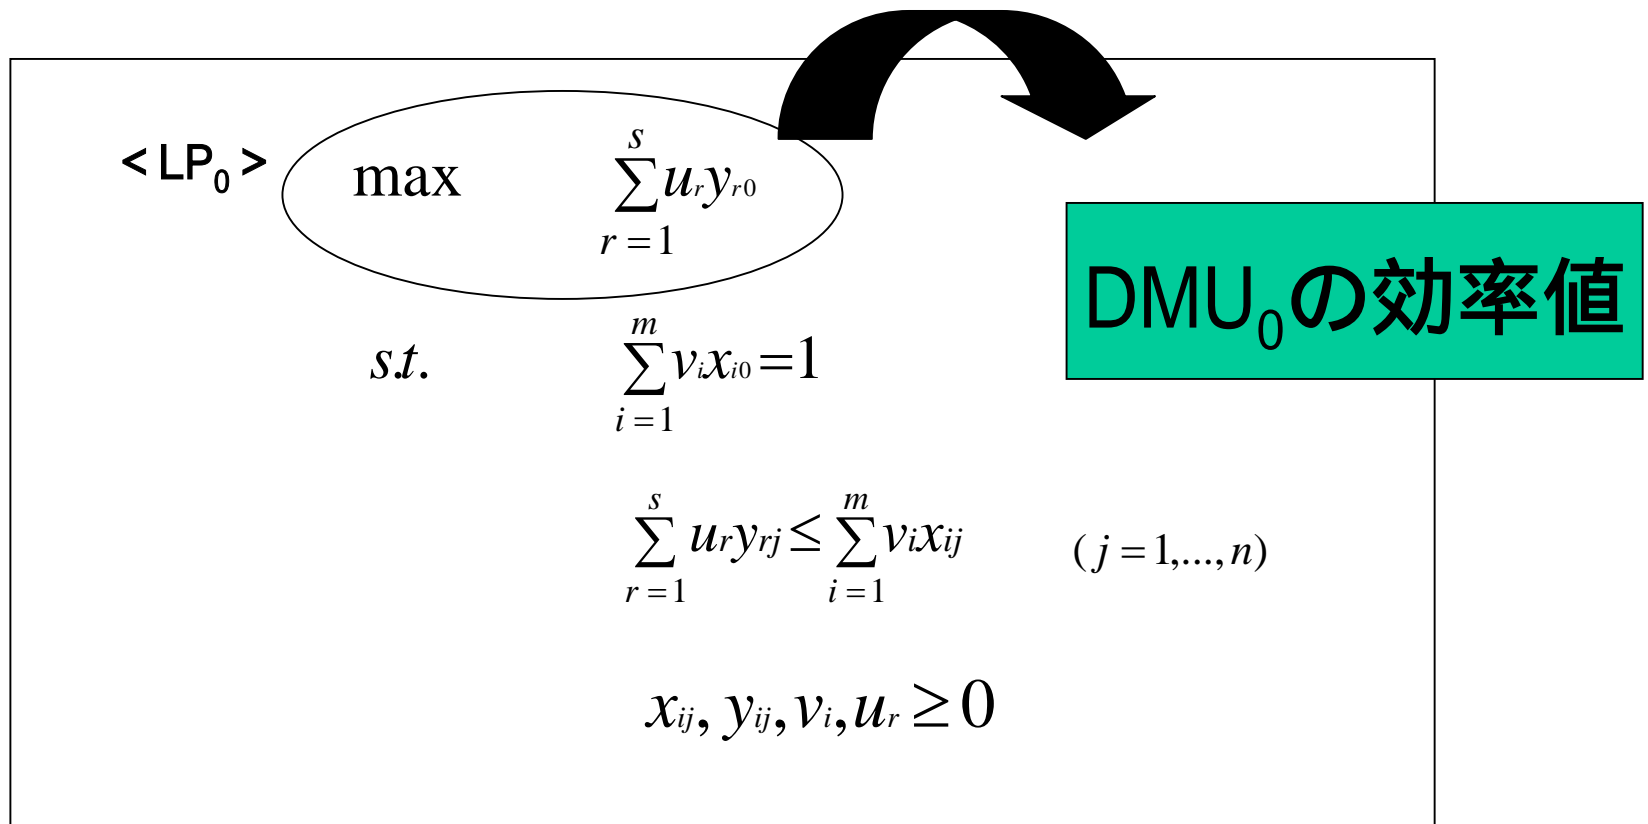 <LP₀> max ∑_{r=1}^{s} u_r y_{r0}
DMU₀の効率値
s.t. ∑_{i=1}^{m} v_i x_{i0} = 1
∑_{r=1}^{s} u_r y_{rj} ≤ ∑_{i=1}^{m} v_i x_{ij} (j = 1,..., n)
x_{ij}, y_{ij}, v_i, u_r ≥ 0